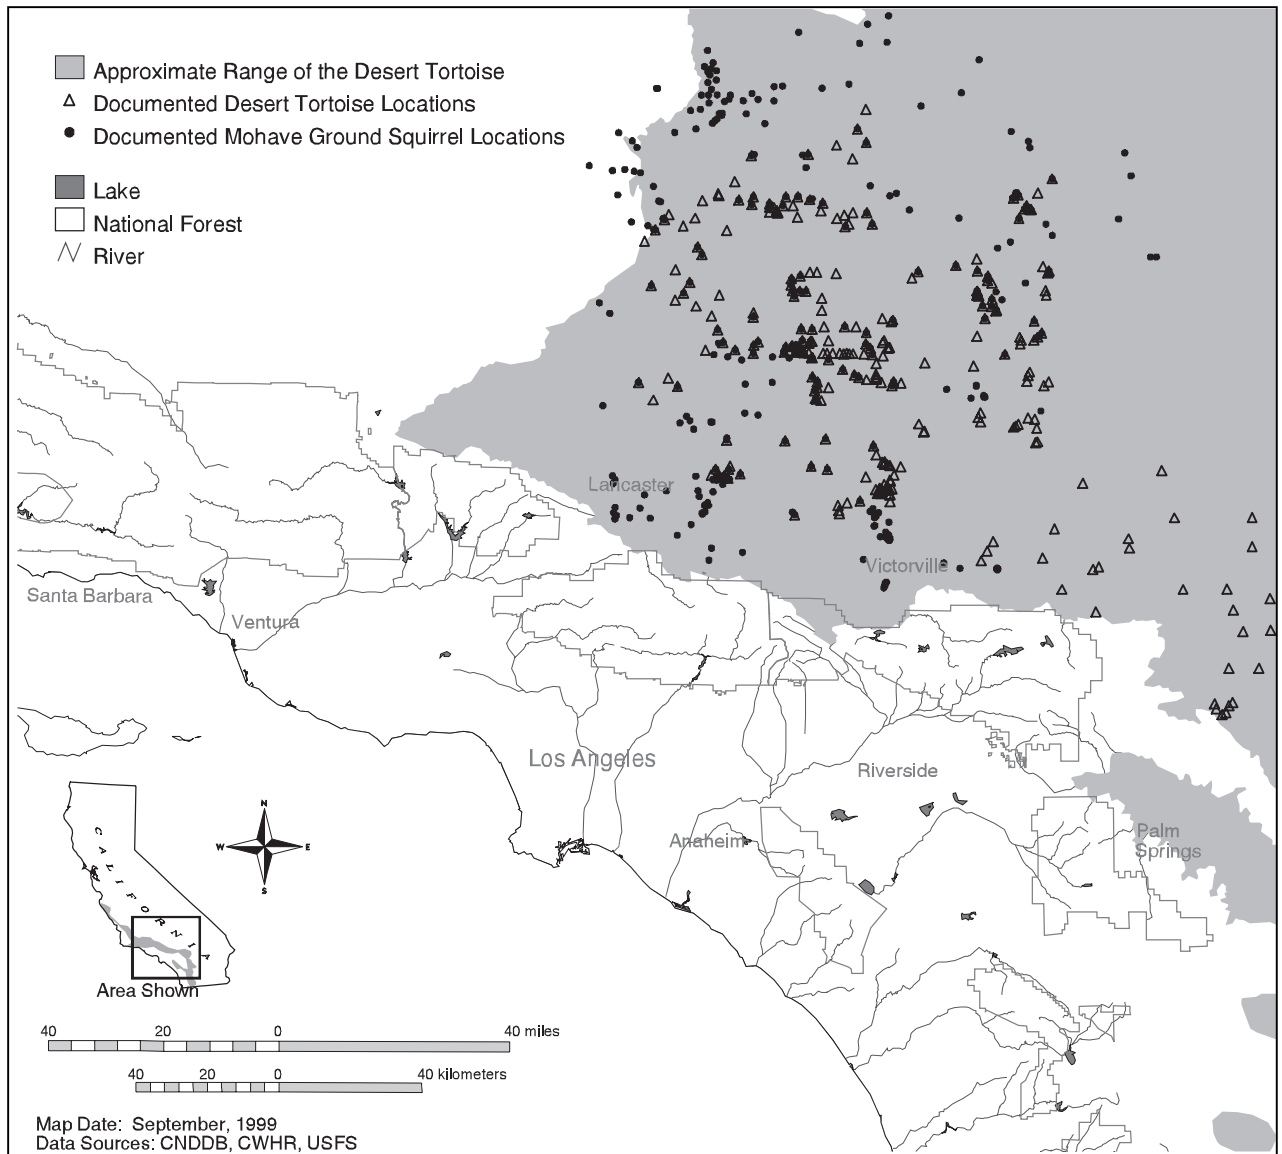 Approximate Range of the Desert Tortoise
Documented Desert Tortoise Locations
Documented Mohave Ground Squirrel Locations
Lake
National Forest
River
Lancaster
Victorville
Santa Barbara
Ventura
Los Angeles
Riverside
Anaheim
Palm
Springs
N
W E
S
CALIFORNIA
Area Shown
40 20 0 40 miles
40 20 0 40 kilometers
Map Date: September, 1999
Data Sources: CNDDB, CWHR, USFS